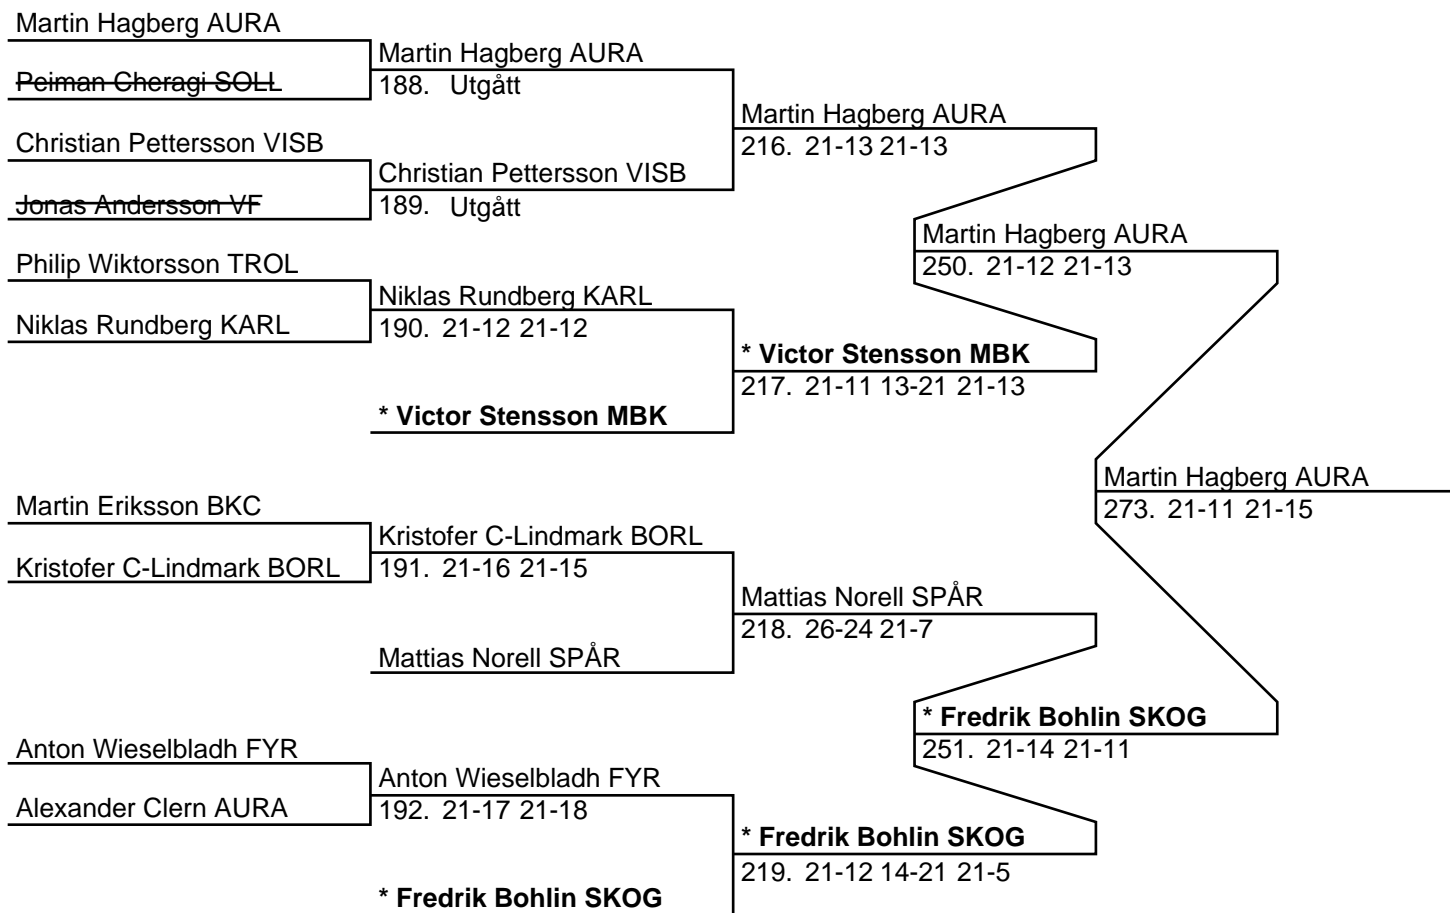 Martin Hagberg AURA
Peiman Cheragi SOLL
Christian Pettersson VISB
Jonas Andersson VF
Philip Wiktorsson TROL
Niklas Rundberg KARL
Martin Eriksson BKC
Kristofer C-Lindmark BORL
Anton Wieselbladh FYR
Alexander Clern AURA
Martin Hagberg AURA
188. Utgått
Christian Pettersson VISB
189. Utgått
Niklas Rundberg KARL
190. 21-12 21-12
* Victor Stensson MBK
Kristofer C-Lindmark BORL
191. 21-16 21-15
Mattias Norell SPÅR
Anton Wieselbladh FYR
192. 21-17 21-18
* Fredrik Bohlin SKOG
Martin Hagberg AURA
216. 21-13 21-13
* Victor Stensson MBK
217. 21-11 13-21 21-13
Mattias Norell SPÅR
218. 26-24 21-7
* Fredrik Bohlin SKOG
219. 21-12 14-21 21-5
Martin Hagberg AURA
250. 21-12 21-13
* Fredrik Bohlin SKOG
251. 21-14 21-11
Martin Hagberg AURA
273. 21-11 21-15